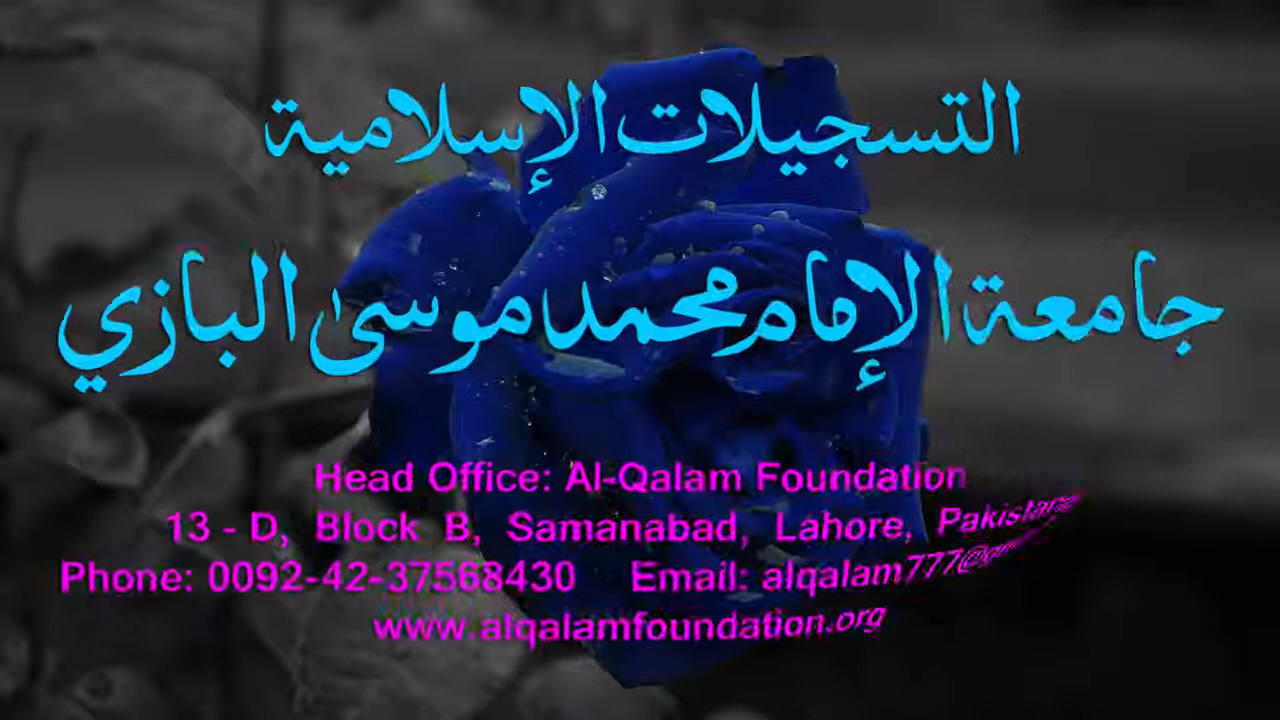 التسجيلات الإسلامية
جامعة الإمام محمد موسىٰ البازي
Head Office: Al-Qalam Foundation
13 - D, Block B, Samanabad, Lahore, Pakistan
Phone: 0092-42-37568430 Email:
www.alqalamfoundation.org